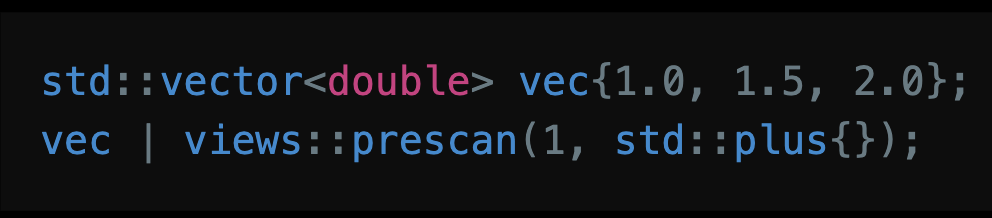 std::vector<double> vec{1.0, 1.5, 2.0};
vec | views::prescan(1, std::plus{});